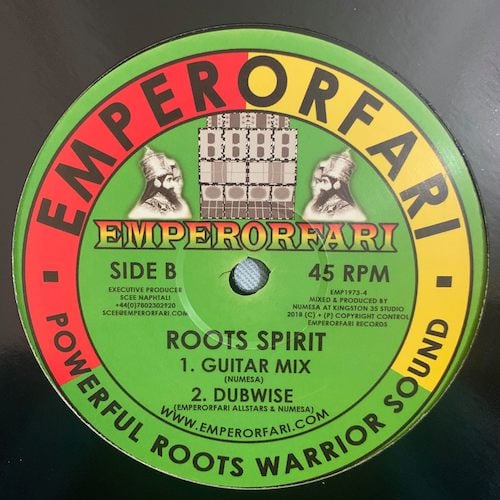 EMPERORFARI
EMPERORFARI
SIDE B
45 RPM
EXECUTIVE PRODUCER
SCEE NAPHTALI
+44(0)7802302920
SCEE@EMPERORFARI.COM
EMP1973-4
MIXED & PRODUCED BY
NUMESA AT KINGSTON 35 STUDIO
2018 (C) + (P) COPYRIGHT CONTROL
EMPERORFARI RECORDS
ROOTS SPIRIT
1. GUITAR MIX
(NUMESA)
2. DUBWISE
(EMPERORFARI ALLSTARS & NUMESA)
WWW.EMPERORFARI.COM
POWERFUL ROOTS WARRIOR SOUND